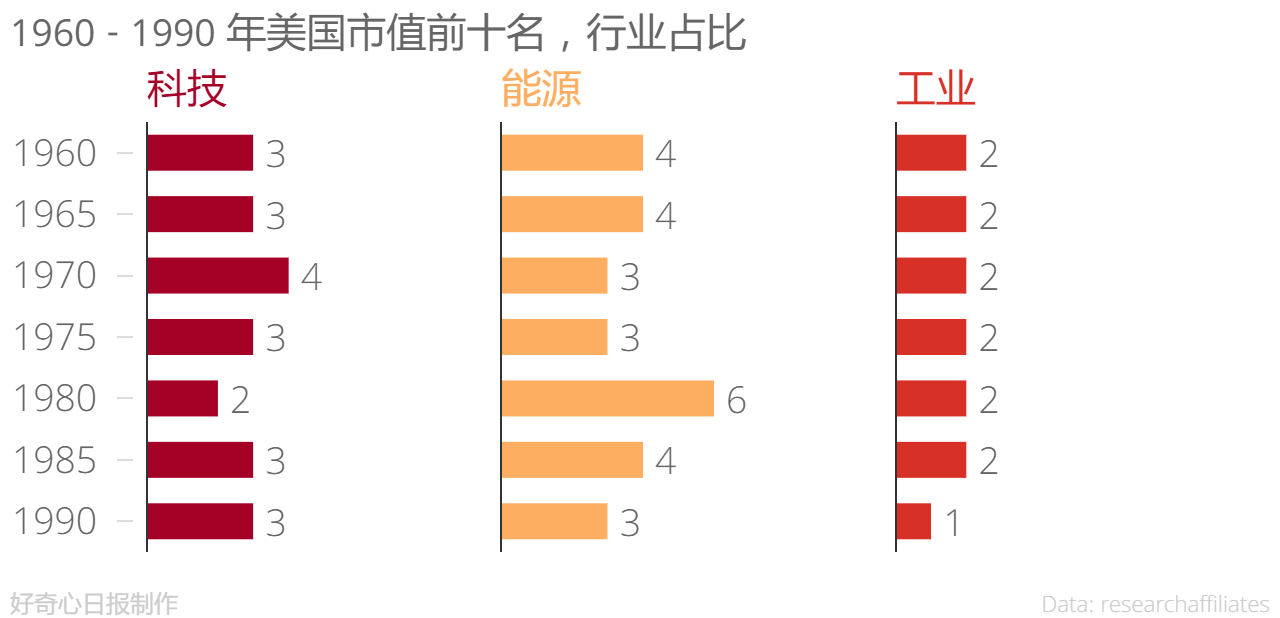 1960 - 1990 年美国市值前十名，行业占比
科技 能源 工业
1960 3 4 2
1965 3 4 2
1970 4 3 2
1975 3 3 2
1980 2 6 2
1985 3 4 2
1990 3 3 1
好奇心日报制作 Data: researchaffiliates